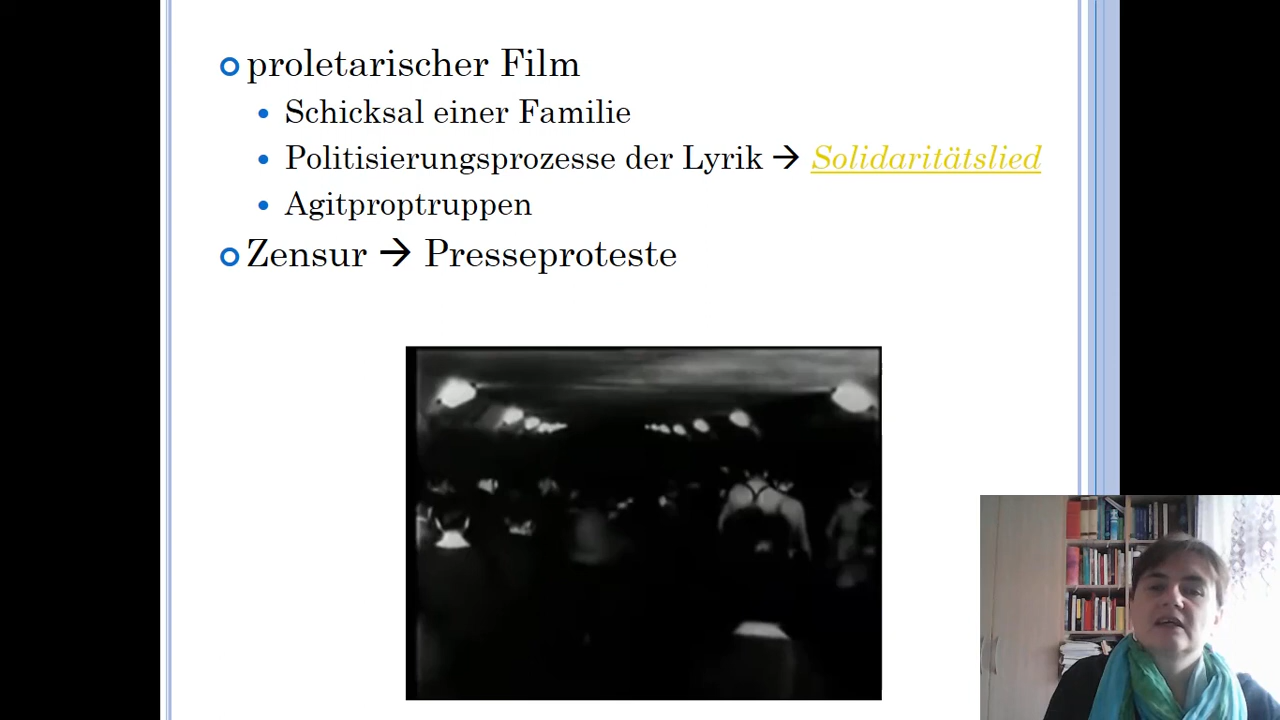 proletarischer Film
Schicksal einer Familie
Politisierungsprozesse der Lyrik → Solidaritätslied
Agitproptruppen
Zensur → Presseproteste